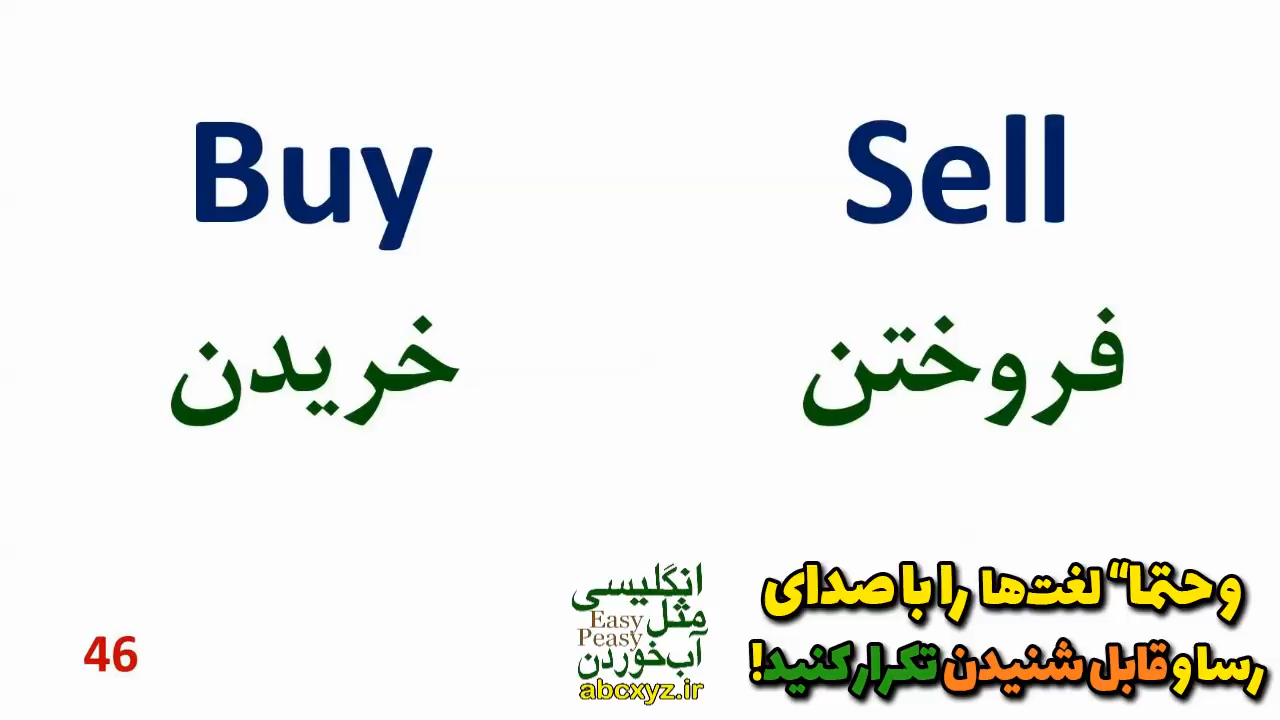 Buy
Sell
خریدن
فروختن
46
انگلیسی
مثل
Easy
Peasy
آب خوردن
abcxyz.ir
و حتما“ لغت‌ها را با صدای
رسا و قابل شنیدن تکرار کنید!